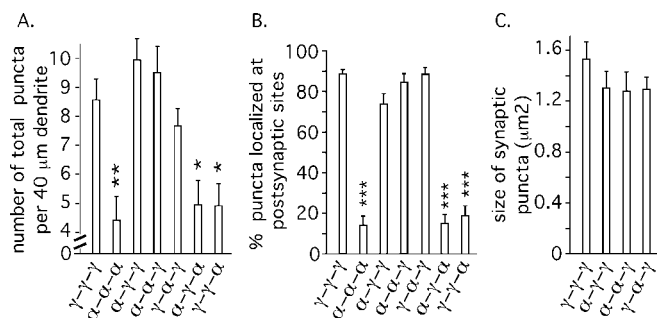 A.
number of total puncta
per 40 µm dendrite
10
9
8
7
6
5
4
0
**
*
*
γ-γ-γ
α-α-α
α-γ-γ
α-α-γ
γ-α-γ
α-γ-α
γ-γ-α
B.
% puncta localized at
postsynaptic sites
100
80
60
40
20
0
***
***
***
γ-γ-γ
α-α-α
α-γ-γ
α-α-γ
γ-α-γ
α-γ-α
γ-γ-α
C.
size of synaptic
puncta (µm2)
1.6
1.2
0.8
0.4
0
γ-γ-γ
α-γ-γ
α-α-γ
γ-α-γ